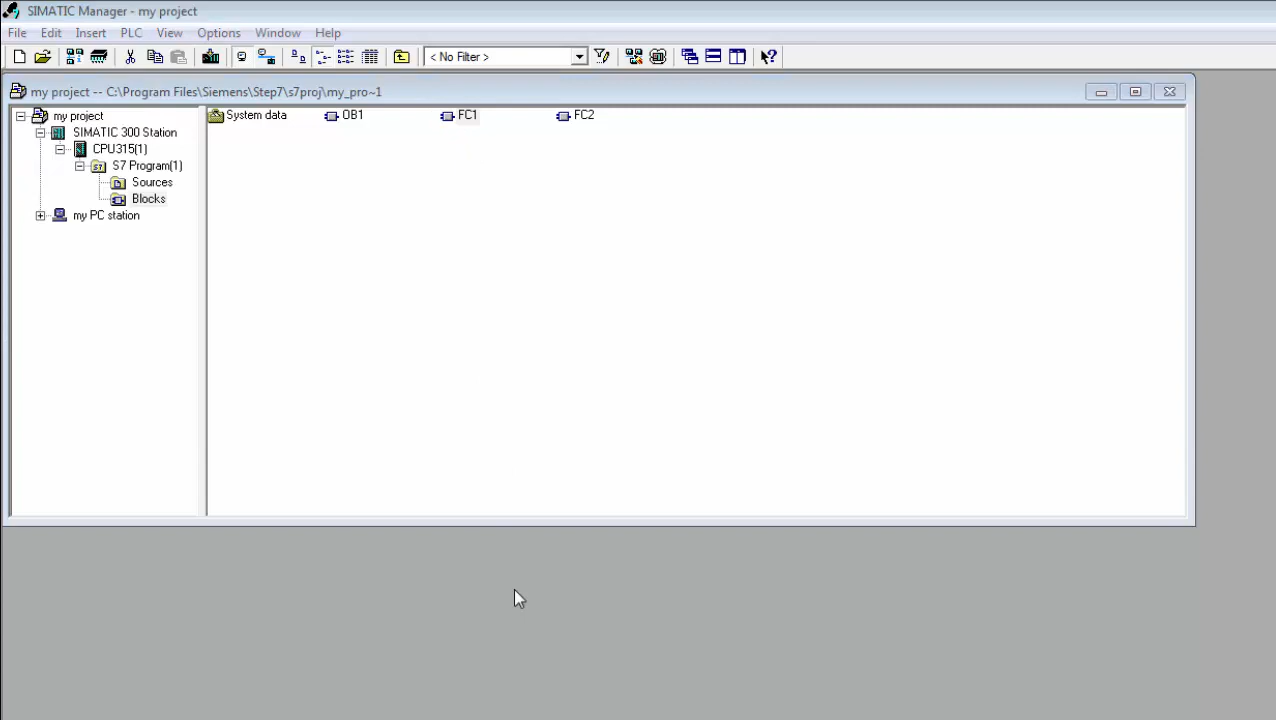 SIMATIC Manager - my project
File Edit Insert PLC View Options Window Help
< No Filter >
my project -- C:\Program Files\Siemens\Step7\s7proj\my_pro~1
my project
SIMATIC 300 Station
CPU315(1)
S7 Program(1)
Sources
Blocks
my PC station
System data OB1 FC1 FC2